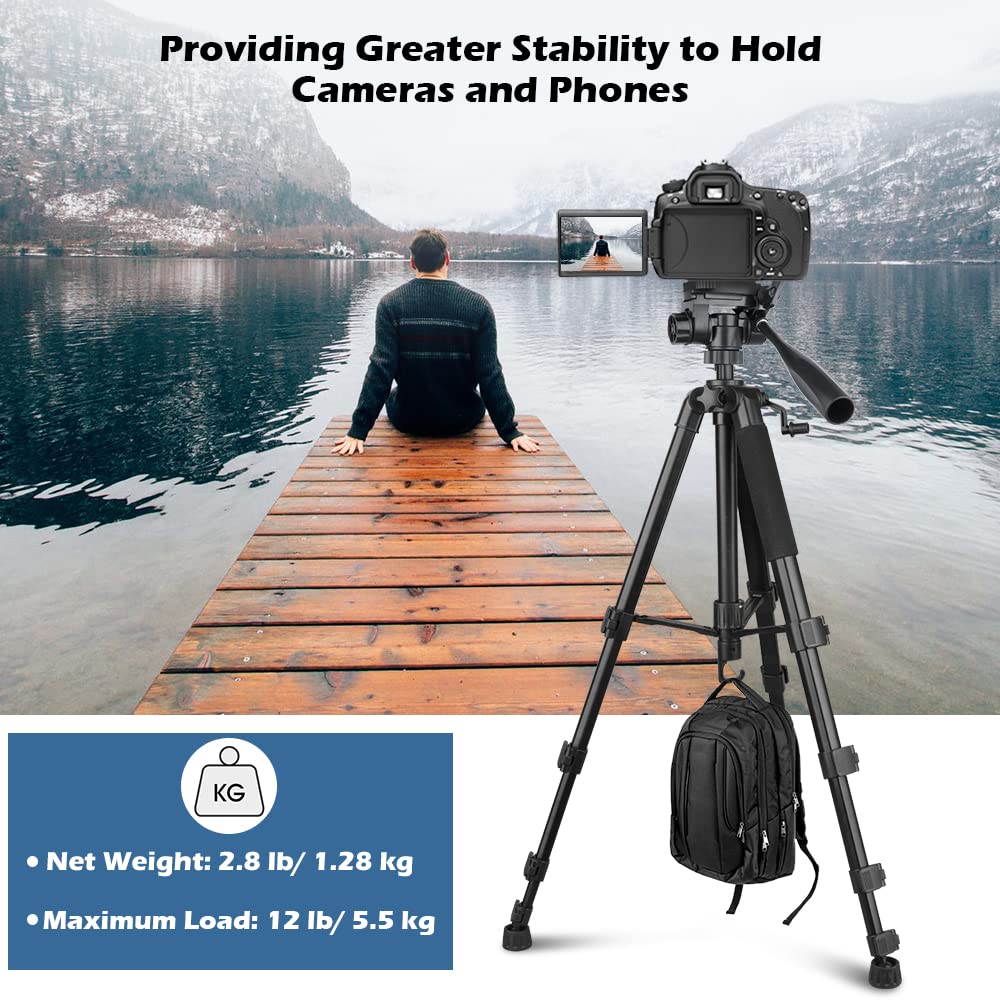 Providing Greater Stability to Hold
Cameras and Phones
KG
• Net Weight: 2.8 lb/ 1.28 kg
• Maximum Load: 12 lb/ 5.5 kg